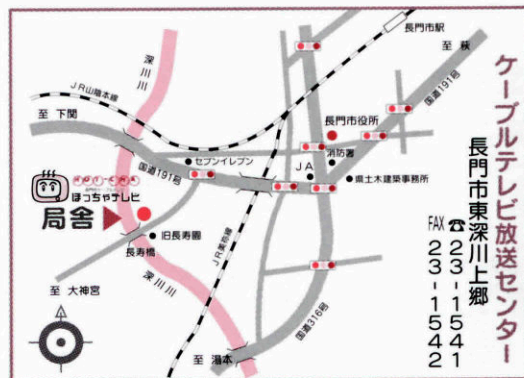 ケーブルテレビ放送センター
長門市東深川上郷
☎23-1541
FAX 23-1542
長門市駅
至 萩
国道191号
深川川
JR山陰本線
至 下関
長門市役所
消防署
セブンイレブン
JA
県土木建築事務所
国道191号
HOT-CHA
ほっちゃテレビ
局舎
旧長寿園
長寿橋
JR美祢線
深川川
至 大神宮
国道316号
至 湯本